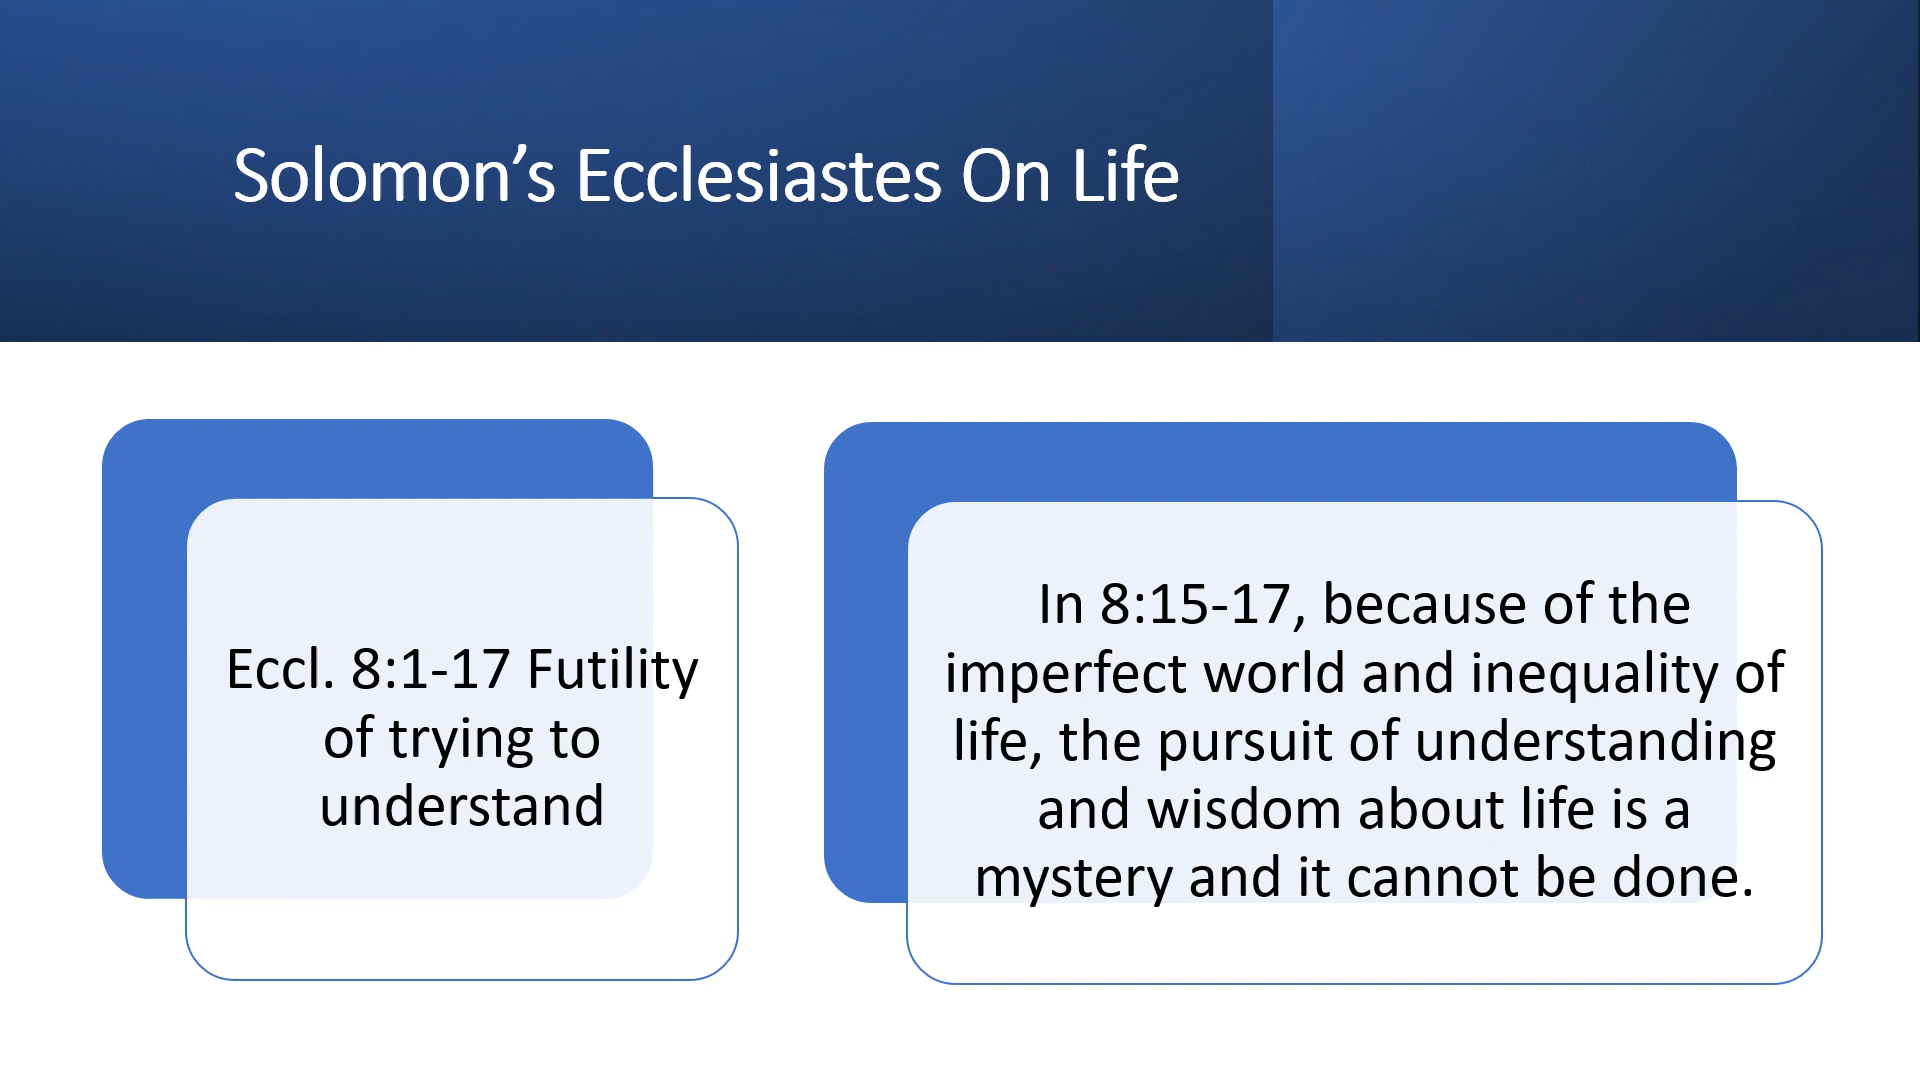 Solomon’s Ecclesiastes On Life
Eccl. 8:1-17 Futility
of trying to
understand
In 8:15-17, because of the
imperfect world and inequality of
life, the pursuit of understanding
and wisdom about life is a
mystery and it cannot be done.